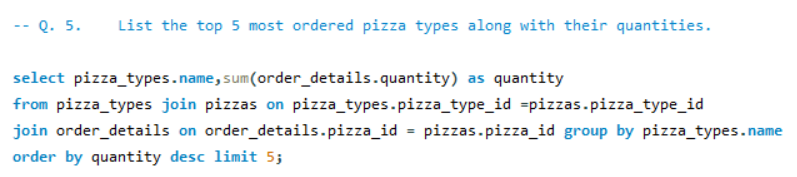 -- Q. 5.    List the top 5 most ordered pizza types along with their quantities.
select pizza_types.name,sum(order_details.quantity) as quantity
from pizza_types join pizzas on pizza_types.pizza_type_id =pizzas.pizza_type_id
join order_details on order_details.pizza_id = pizzas.pizza_id group by pizza_types.name
order by quantity desc limit 5;